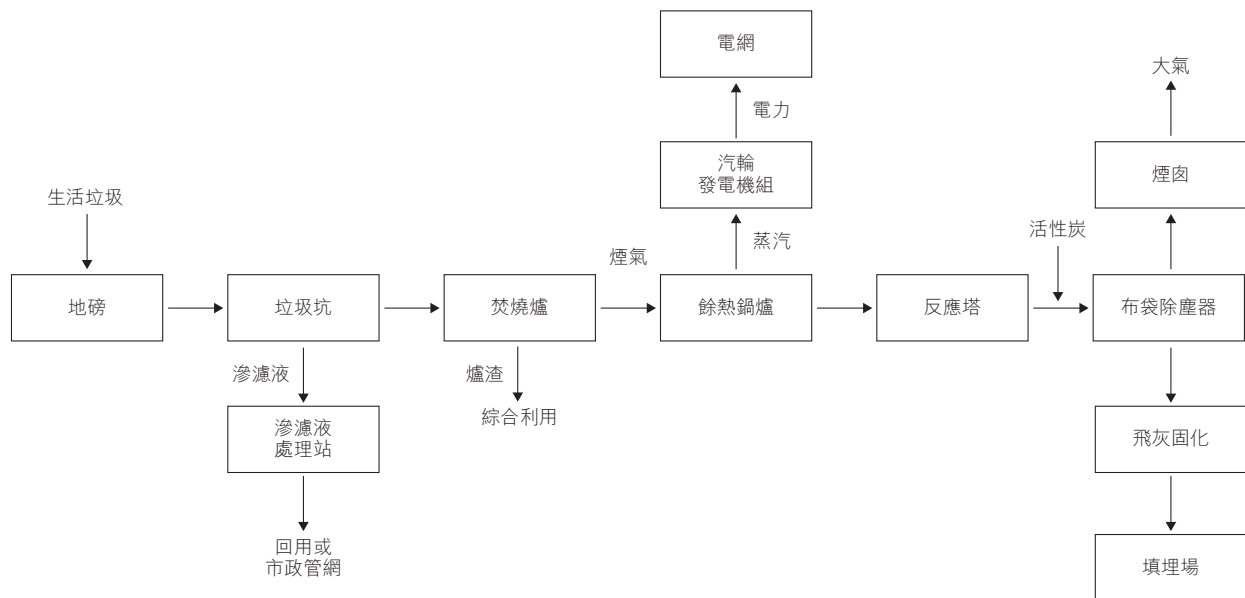 電網
大氣
電力
汽輪
發電機組
煙囪
生活垃圾
活性炭
煙氣
蒸汽
地磅
垃圾坑
焚燒爐
餘熱鍋爐
反應塔
布袋除塵器
滲濾液
爐渣
綜合利用
滲濾液
處理站
飛灰固化
回用或
市政管網
填埋場